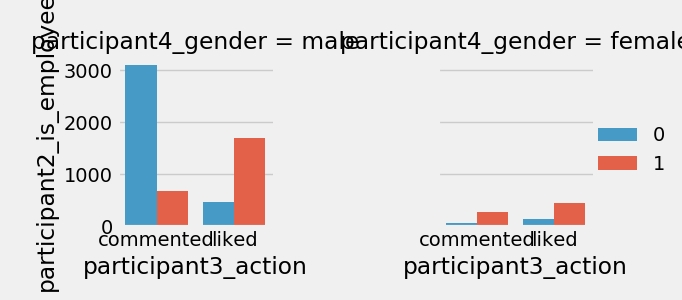 participant4_gender = male
participant4_gender = female
participant2_is_employee
3000
2000
1000
0
commented
liked
participant3_action
commented
liked
participant3_action
0
1